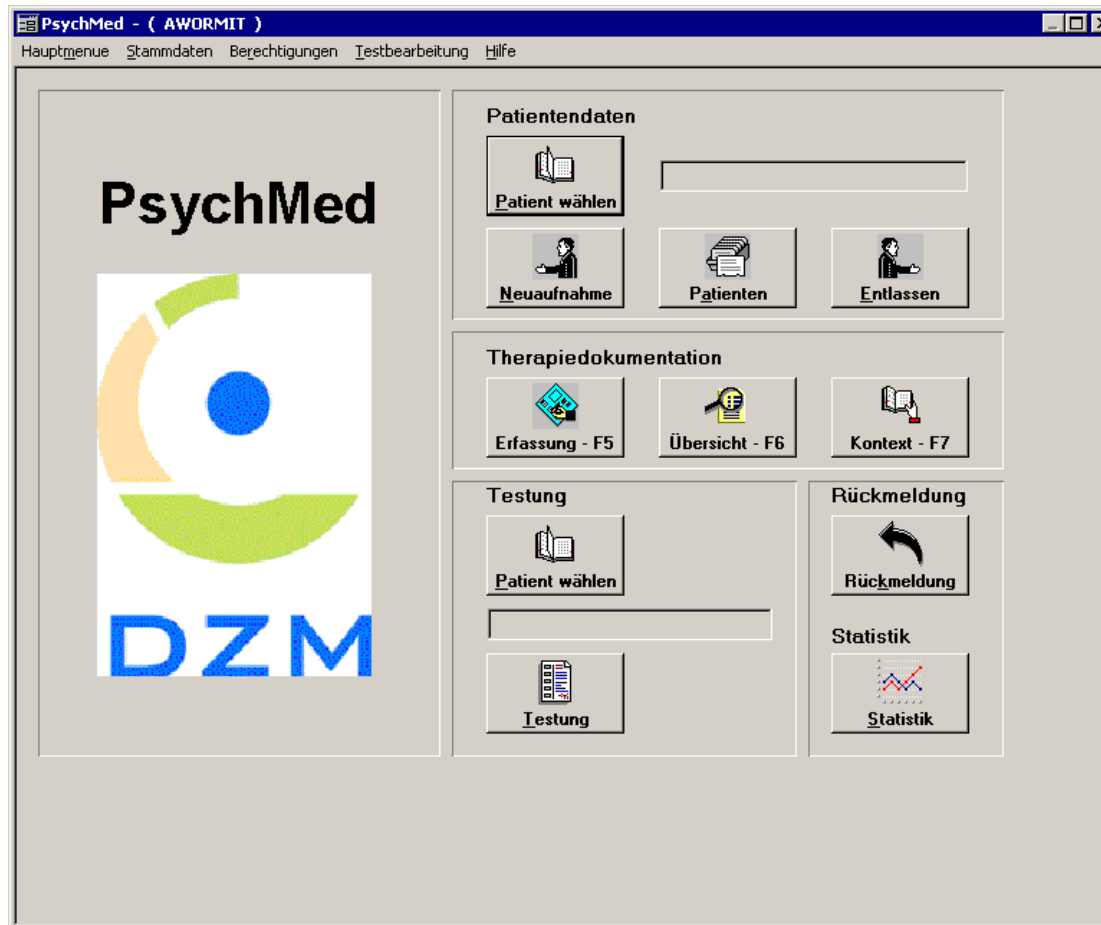 PsychMed - ( AWORMIT )
Hauptmenue Stammdaten Berechtigungen Testbearbeitung Hilfe
PsychMed
DZM
Patientendaten
Patient wählen
Neuaufnahme Patienten Entlassen
Therapiedokumentation
Erfassung - F5 Übersicht - F6 Kontext - F7
Testung
Patient wählen
Testung
Rückmeldung
Rückmeldung
Statistik
Statistik